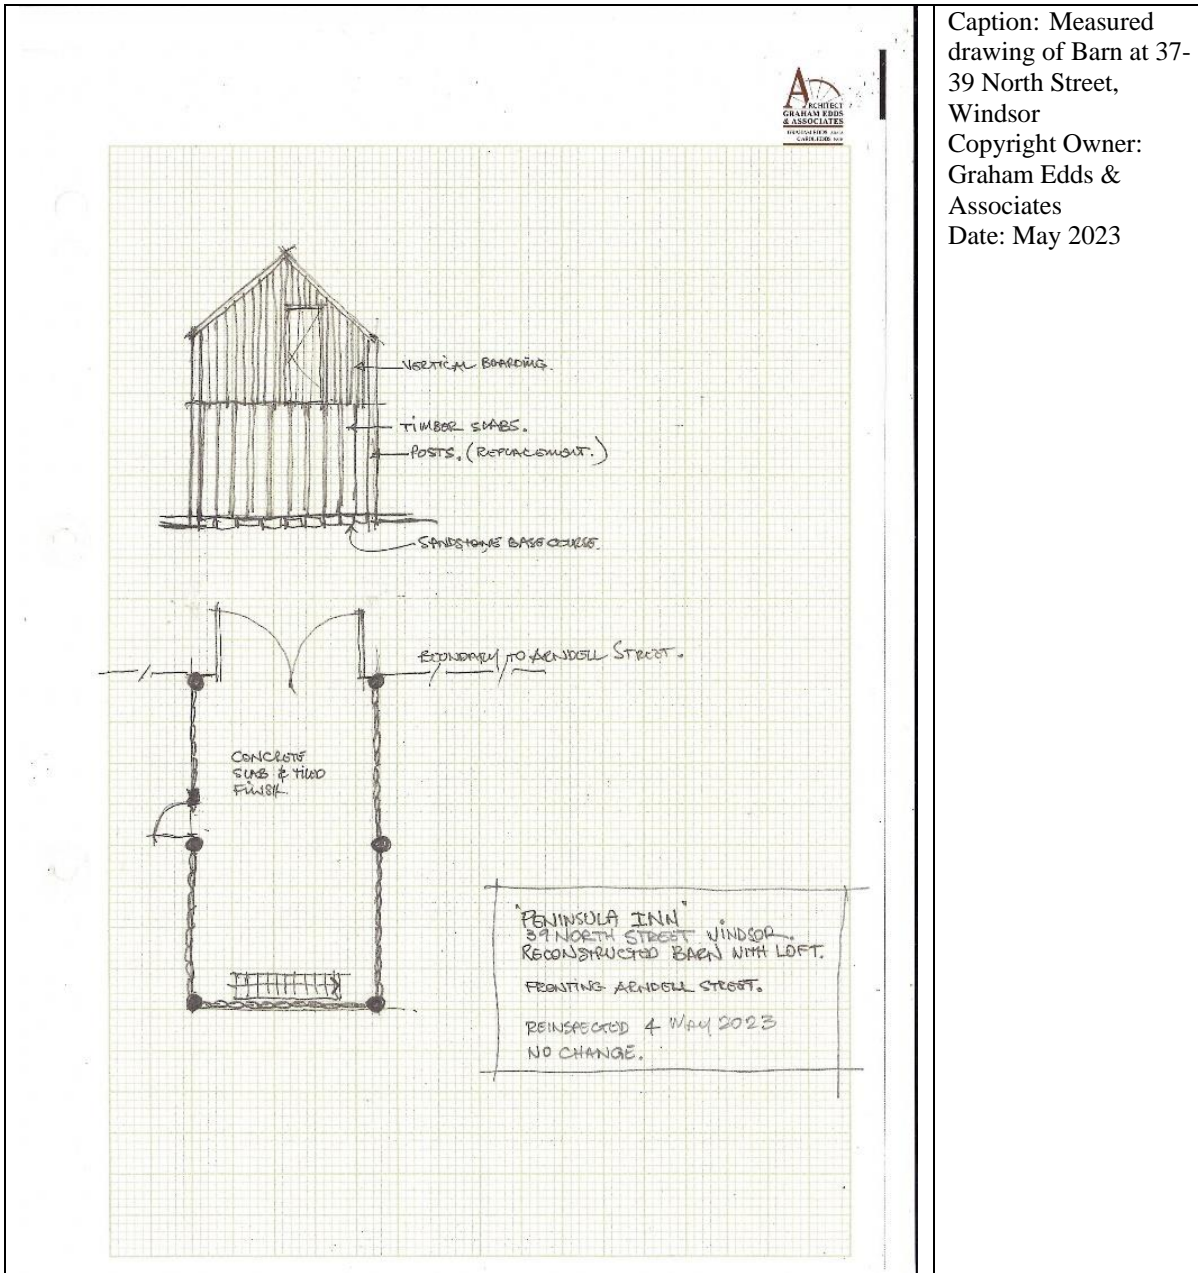 ARCHITECT
GRAHAM EDDS
& ASSOCIATES
Caption: Measured
drawing of Barn at 37-
39 North Street,
Windsor
Copyright Owner:
Graham Edds &
Associates
Date: May 2023
VERTICAL BOARDING.
TIMBER SLABS.
POSTS. (REPLACEMENT.)
SANDSTONE BASE COURSE.
BOUNDARY TO ARNDELL STREET.
CONCRETE
SLAB & TILED
FINISH.
"PENINSULA INN"
39 NORTH STREET WINDSOR.
RECONSTRUCTED BARN WITH LOFT.
FRONTING ARNDELL STREET.
REINSPECTED 4 MAY 2023
NO CHANGE.